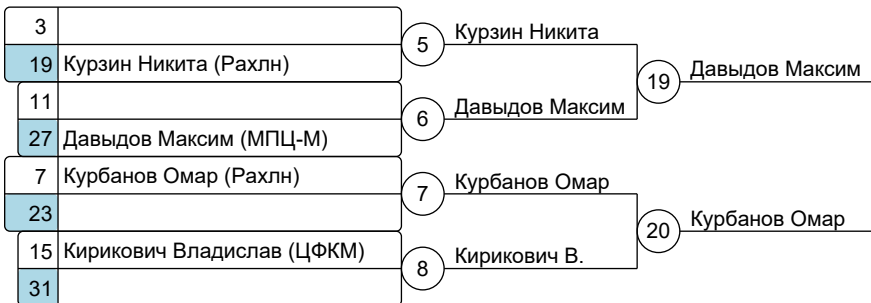 3
19 Курзин Никита (Рахлн)
11
27 Давыдов Максим (МПЦ-М)
7 Курбанов Омар (Рахлн)
23
15 Кирикович Владислав (ЦФКМ)
31
5 Курзин Никита
6 Давыдов Максим
7 Курбанов Омар
8 Кирикович В.
19 Давыдов Максим
20 Курбанов Омар